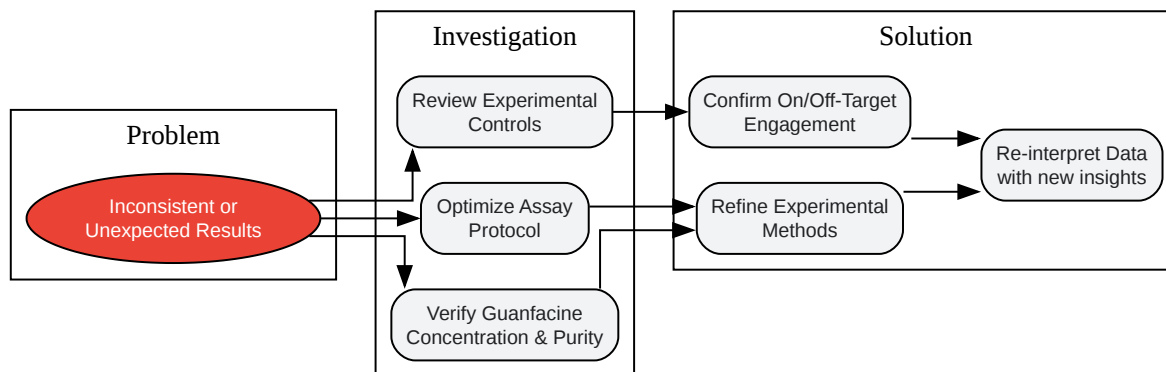 Problem
Inconsistent or
Unexpected Results
Investigation
Review Experimental
Controls
Optimize Assay
Protocol
Verify Guanfacine
Concentration & Purity
Solution
Confirm On/Off-Target
Engagement
Refine Experimental
Methods
Re-interpret Data
with new insights